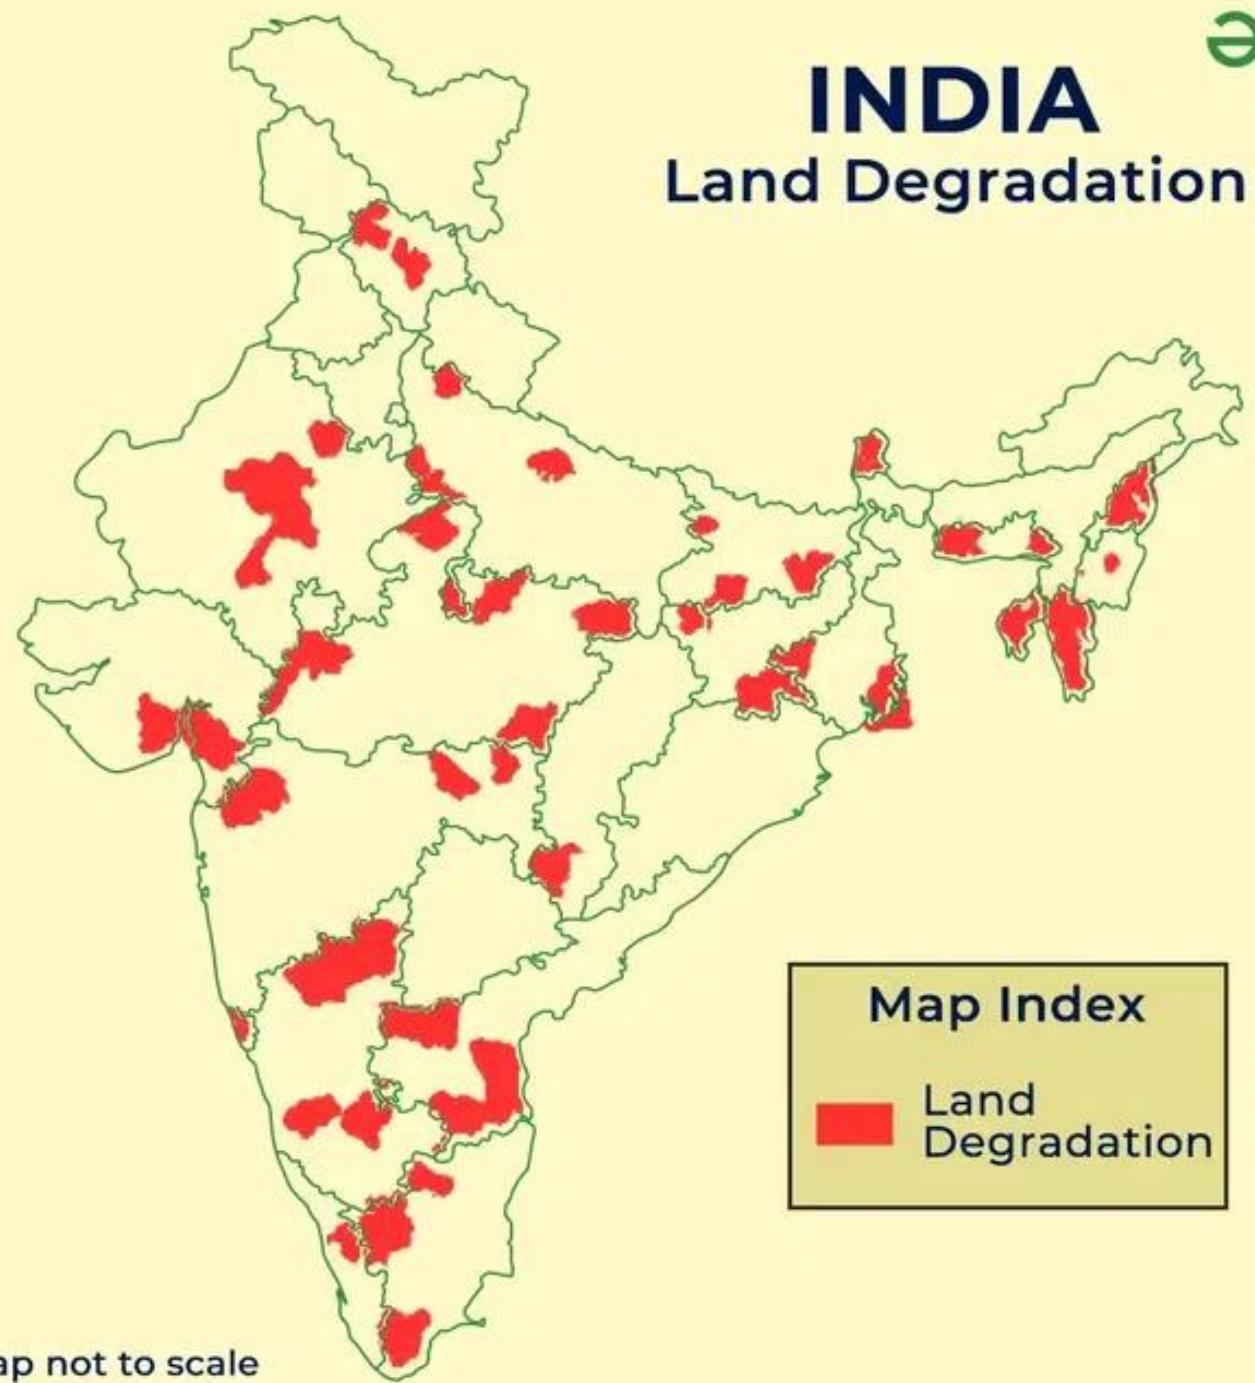 INDIA
Land Degradation
Map Index
Land
Degradation
ap not to scale